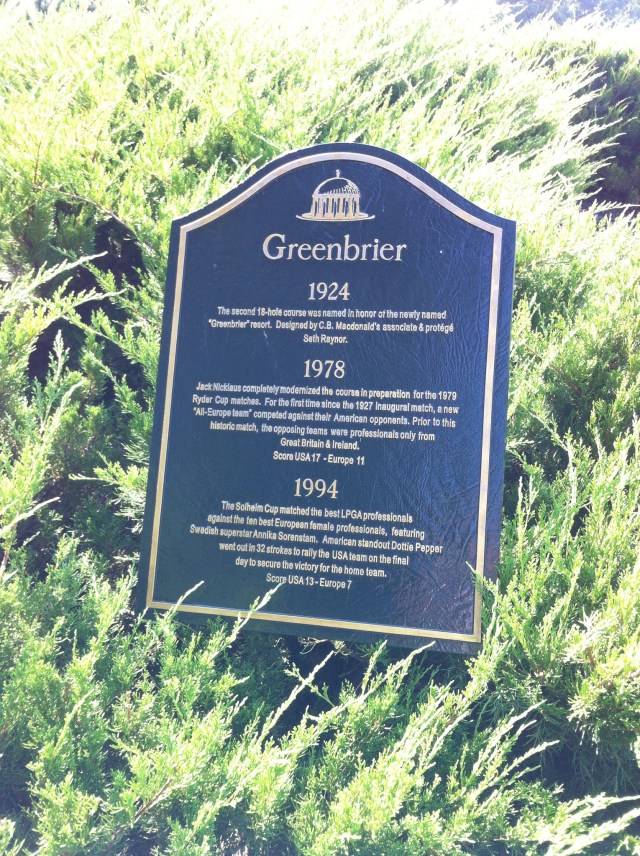 Greenbrier
1924
The second 18-hole course was named in honor of the newly named
"Greenbrier" resort. Designed by C.B. Macdonald's associate & protégé
Seth Raynor.
1978
Jack Nicklaus completely modernized the course in preparation for the 1979
Ryder Cup matches. For the first time since the 1927 inaugural match, a new
"All-Europe team" competed against their American opponents. Prior to this
historic match, the opposing teams were professionals only from
Great Britain & Ireland.
Score USA 17 - Europe 11
1994
The Solheim Cup matched the best LPGA professionals
against the ten best European female professionals, featuring
Swedish superstar Annika Sorenstam. American standout Dottie Pepper
went out in 32 strokes to rally the USA team on the final
day to secure the victory for the home team.
Score USA 13 - Europe 7